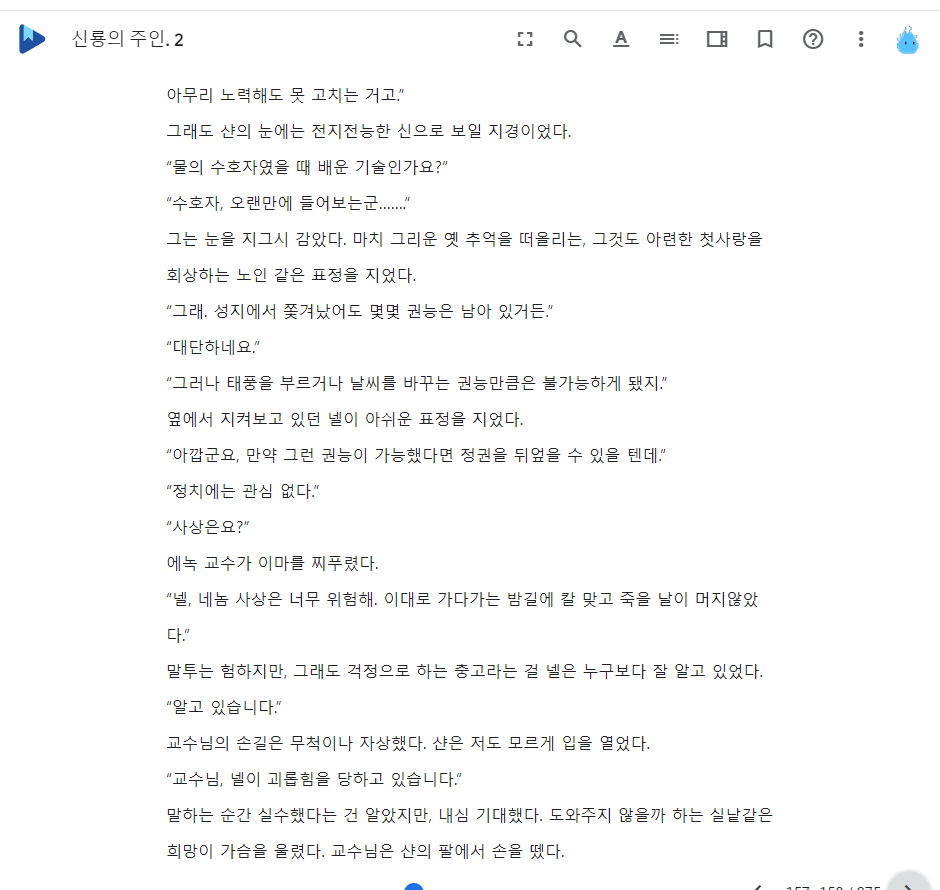 신룡의 주인. 2
아무리 노력해도 못 고치는 거고.”
그래도 샨의 눈에는 전지전능한 신으로 보일 지경이었다.
“물의 수호자였을 때 배운 기술인가요?”
“수호자, 오랜만에 들어보는군…….”
그는 눈을 지그시 감았다. 마치 그리운 옛 추억을 떠올리는, 그것도 아련한 첫사랑을
회상하는 노인 같은 표정을 지었다.
“그래. 성지에서 쫓겨났어도 몇몇 권능은 남아 있거든.”
“대단하네요.”
“그러나 태풍을 부르거나 날씨를 바꾸는 권능만큼은 불가능하게 됐지.”
옆에서 지켜보고 있던 넬이 아쉬운 표정을 지었다.
“아깝군요, 만약 그런 권능이 가능했다면 정권을 뒤엎을 수 있을 텐데.”
“정치에는 관심 없다.”
“사상은요?”
에녹 교수가 이마를 찌푸렸다.
“넬, 네놈 사상은 너무 위험해. 이대로 가다가는 밤길에 칼 맞고 죽을 날이 머지않았
다.”
말투는 험하지만, 그래도 걱정으로 하는 충고라는 걸 넬은 누구보다 잘 알고 있었다.
“알고 있습니다.”
교수님의 손길은 무척이나 자상했다. 샨은 저도 모르게 입을 열었다.
“교수님, 넬이 괴롭힘을 당하고 있습니다.”
말하는 순간 실수했다는 건 알았지만, 내심 기대했다. 도와주지 않을까 하는 실낱같은
희망이 가슴을 울렸다. 교수님은 샨의 팔에서 손을 뗐다.